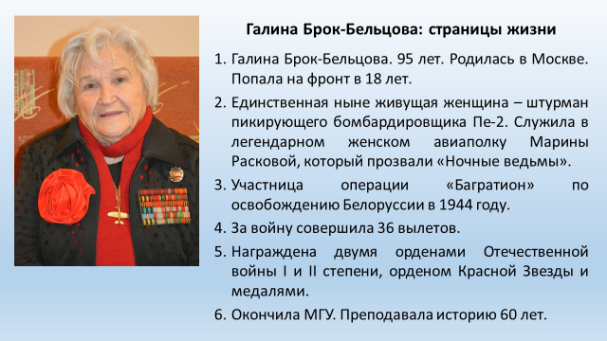 Галина Брок-Бельцова: страницы жизни
1. Галина Брок-Бельцова. 95 лет. Родилась в Москве.
Попала на фронт в 18 лет.
2. Единственная ныне живущая женщина – штурман
пикирующего бомбардировщика Пе-2. Служила в
легендарном женском авиаполку Марины
Расковой, который прозвали «Ночные ведьмы».
3. Участница операции «Багратион» по
освобождению Белоруссии в 1944 году.
4. За войну совершила 36 вылетов.
5. Награждена двумя орденами Отечественной
войны I и II степени, орденом Красной Звезды и
медалями.
6. Окончила МГУ. Преподавала историю 60 лет.